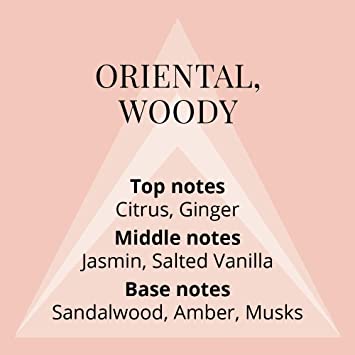 ORIENTAL,
WOODY
Top notes
Citrus, Ginger
Middle notes
Jasmin, Salted Vanilla
Base notes
Sandalwood, Amber, Musks